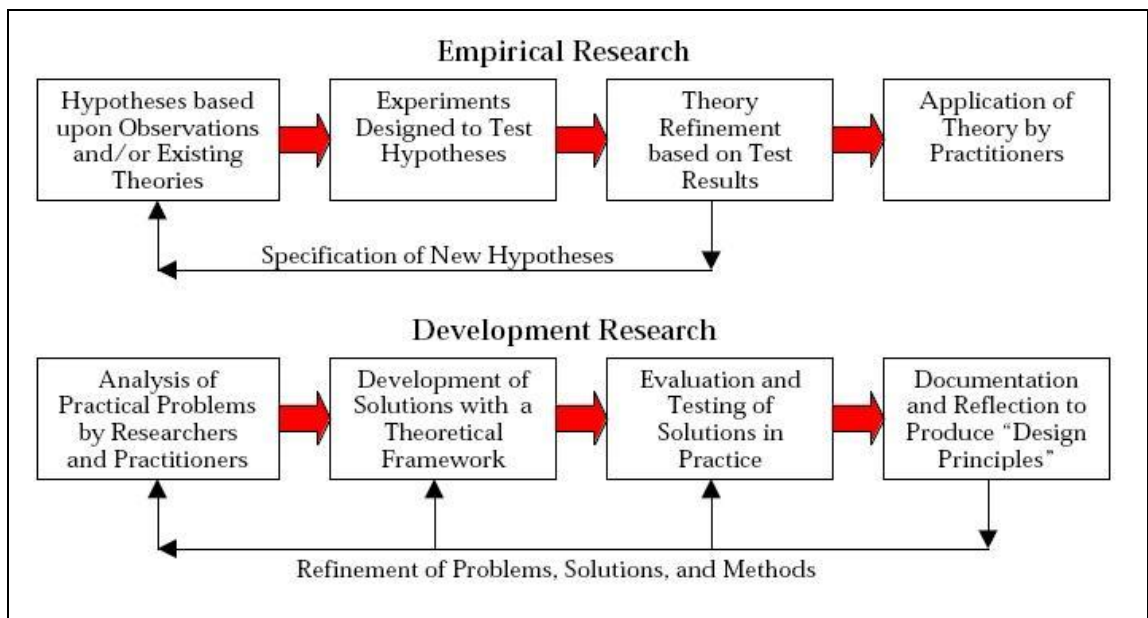 Empirical Research
Hypotheses based
upon Observations
and/or Existing
Theories
Experiments
Designed to Test
Hypotheses
Theory
Refinement
based on Test
Results
Application of
Theory by
Practitioners
Specification of New Hypotheses
Development Research
Analysis of
Practical Problems
by Researchers
and Practitioners
Development of
Solutions with a
Theoretical
Framework
Evaluation and
Testing of
Solutions in
Practice
Documentation
and Reflection to
Produce “Design
Principles”
Refinement of Problems, Solutions, and Methods